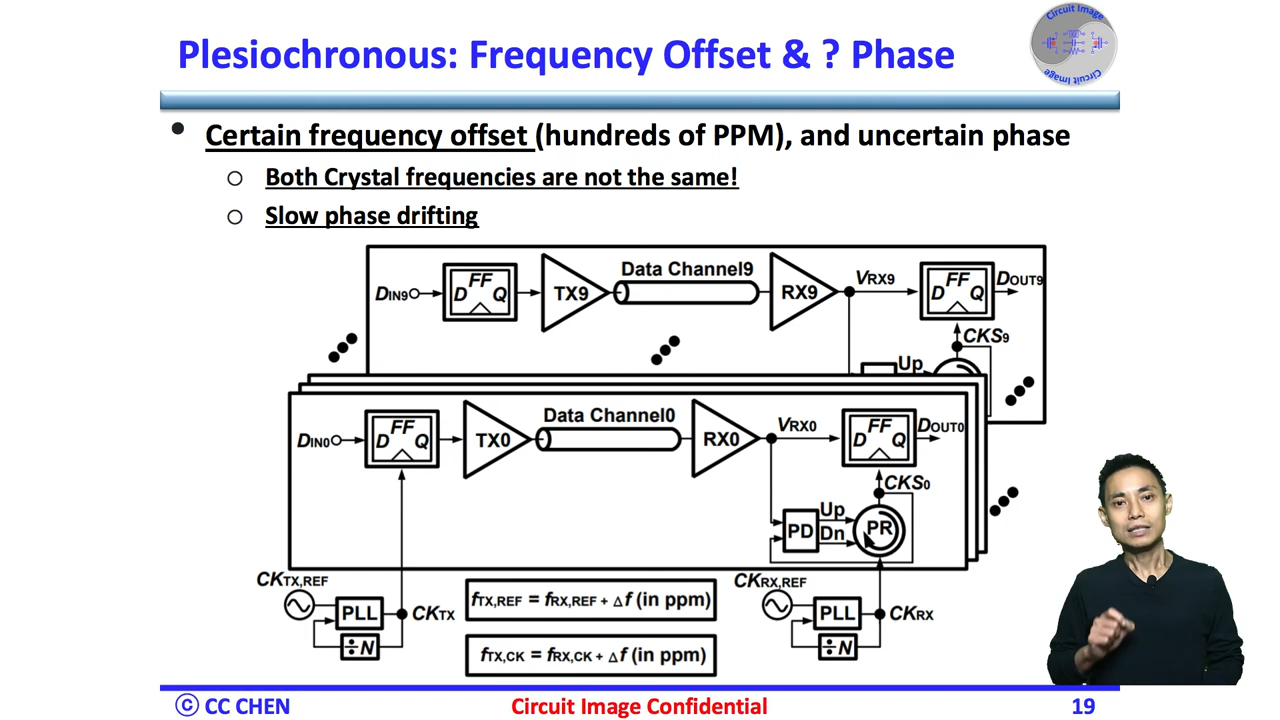 Plesiochronous: Frequency Offset & ? Phase
Circuit Image
Circuit Image
• Certain frequency offset (hundreds of PPM), and uncertain phase
○ Both Crystal frequencies are not the same!
○ Slow phase drifting
Data Channel9
DIN9
FF
D Q
TX9
RX9
VRX9
FF
D Q
DOUT9
CKS9
Up
Data Channel0
DIN0
FF
D Q
TX0
RX0
VRX0
FF
D Q
DOUT0
CKS0
PD
Up
Dn
PR
CKTX,REF
PLL
CKTX
÷N
fTX,REF = fRX,REF + Δf (in ppm)
fTX,CK = fRX,CK + Δf (in ppm)
CKRX,REF
PLL
CKRX
÷N
© CC CHEN
Circuit Image Confidential
19